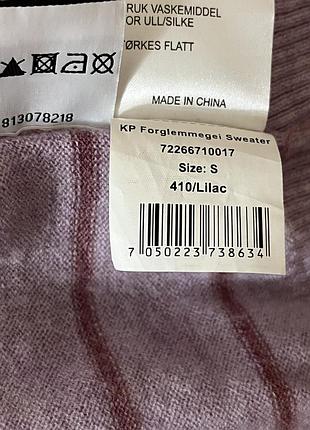 RUK VASKEMIDDEL
OR ULL/SILKE
ØRKES FLATT
MADE IN CHINA
813078218
KP Forglemmegei Sweater
72266710017
Size: S
410/Lilac
7 050223 738634